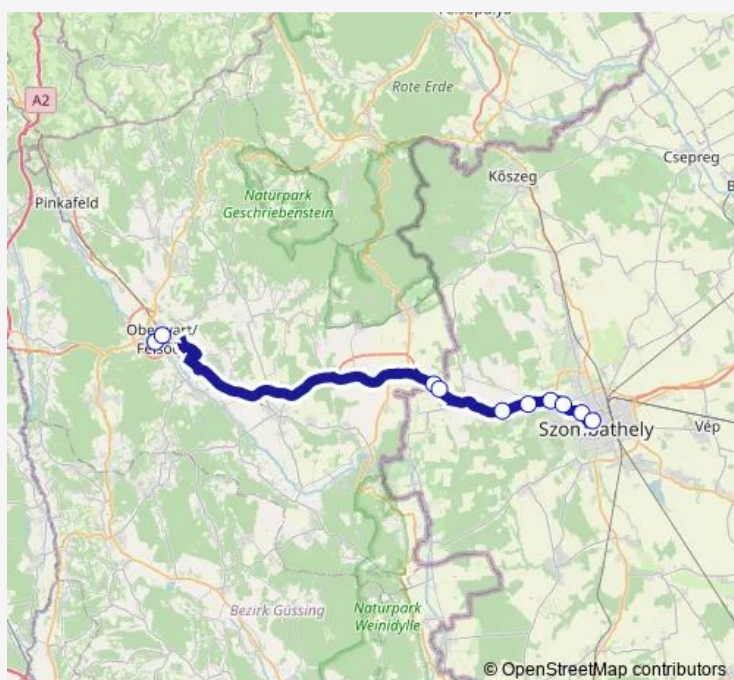 A2
Rote Erde
Csepreg
Kőszeg
Naturpark
Geschriebenstein
Pinkafeld
Szombathely
Vép
Bezirk Güssing
Naturpark
Weinidylle
© OpenStreetMap contributors